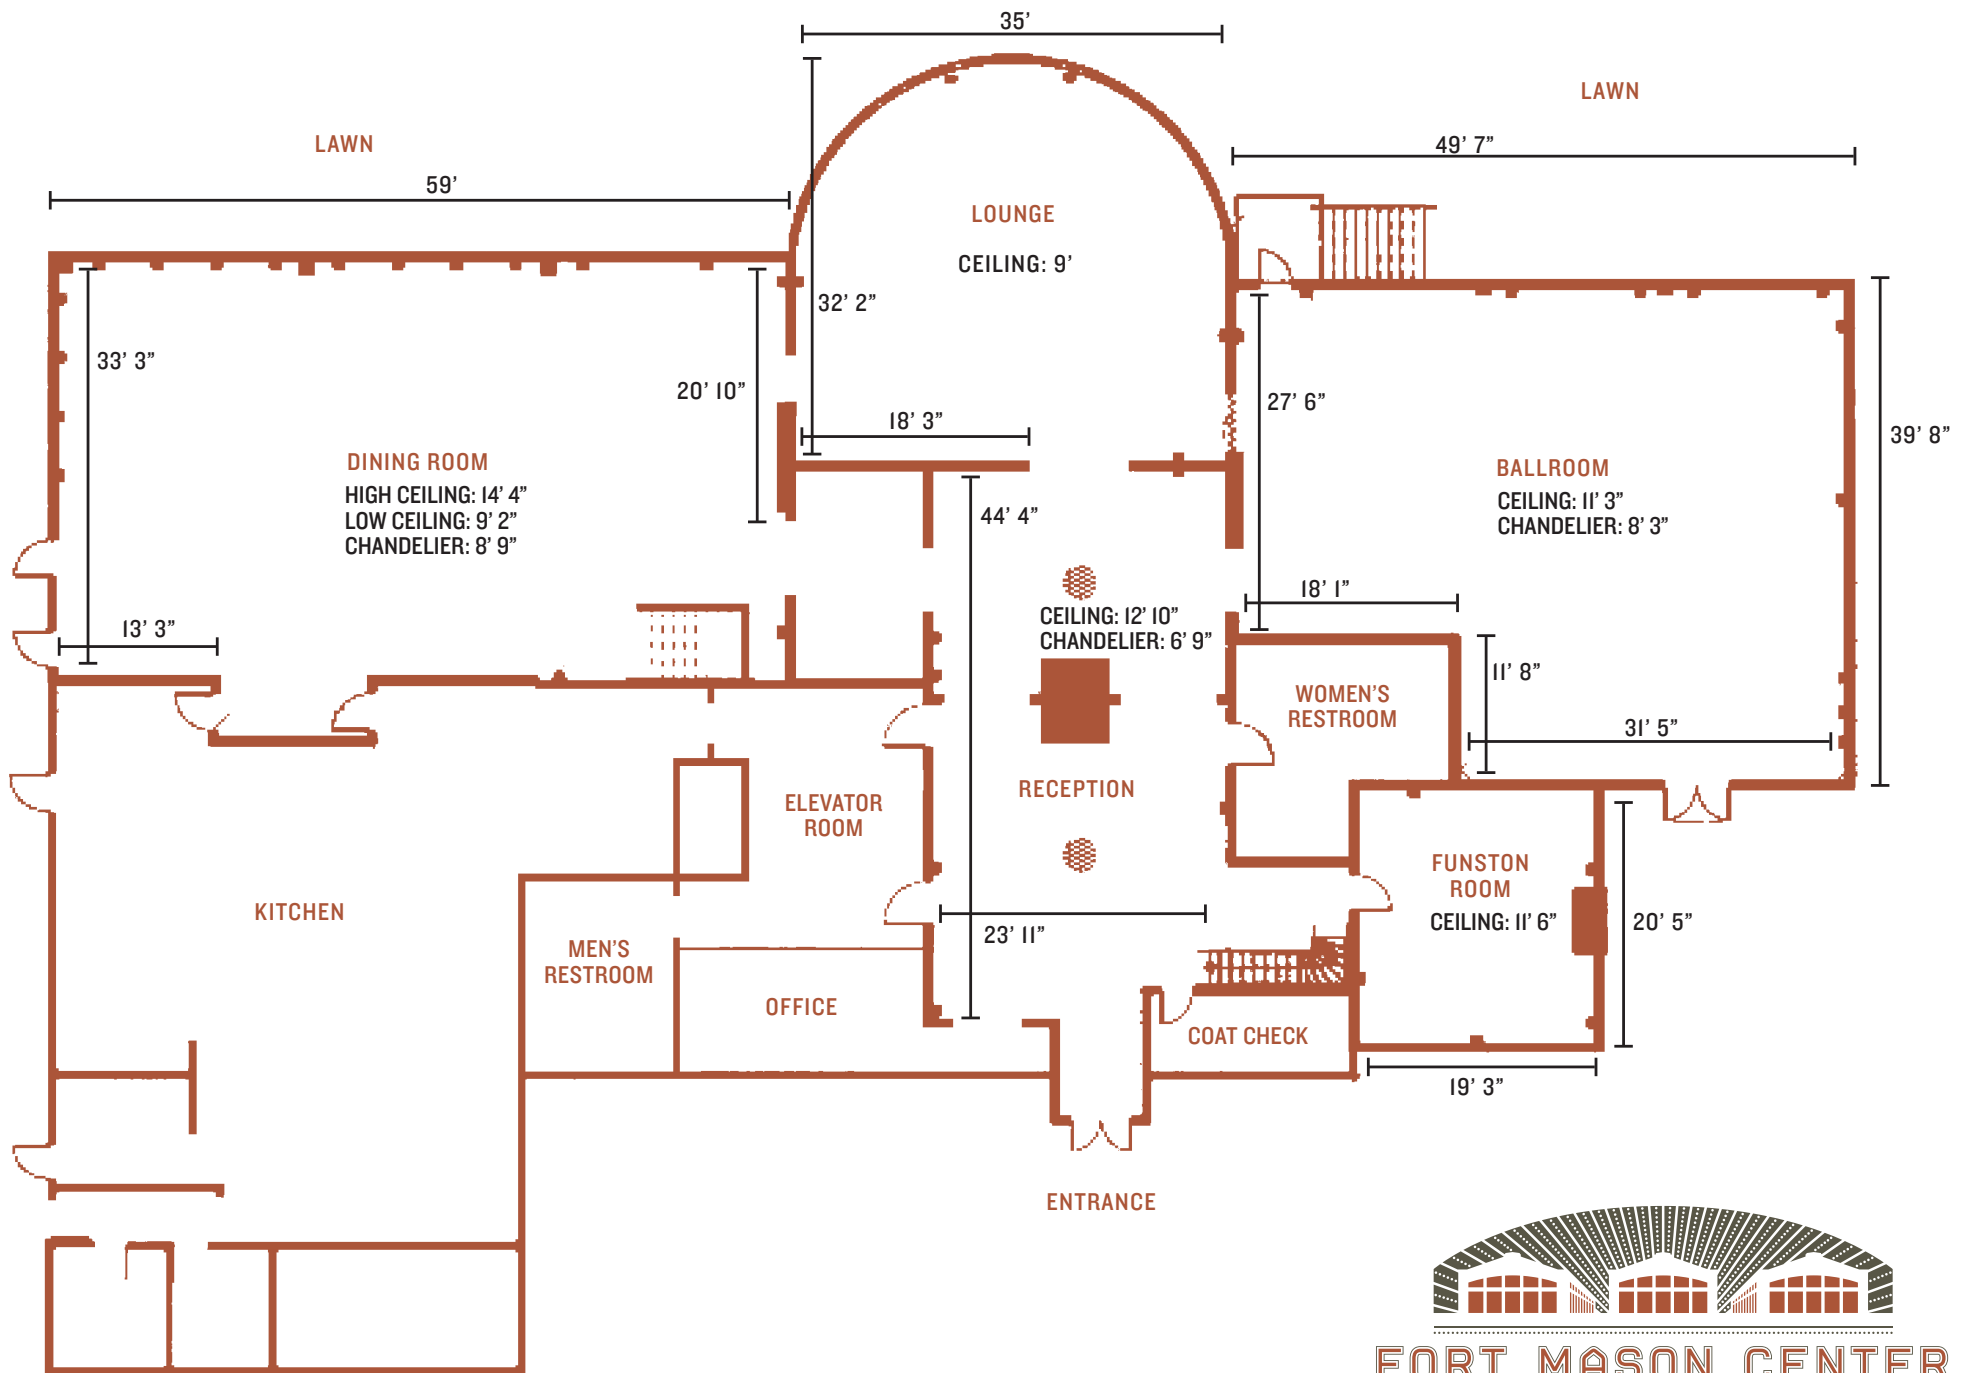 35'
LAWN
LAWN
49' 7"
59'
LOUNGE
CEILING: 9'
32' 2"
33' 3"
20' 10"
27' 6"
18' 3"
39' 8"
DINING ROOM
HIGH CEILING: 14' 4"
LOW CEILING: 9' 2"
CHANDELIER: 8' 9"
BALLROOM
CEILING: 11' 3"
CHANDELIER: 8' 3"
44' 4"
18' 1"
CEILING: 12' 10"
CHANDELIER: 6' 9"
13' 3"
11' 8"
WOMEN'S
RESTROOM
31' 5"
RECEPTION
ELEVATOR
ROOM
FUNSTON
ROOM
CEILING: 11' 6"
20' 5"
KITCHEN
23' 11"
MEN'S
RESTROOM
OFFICE
COAT CHECK
19' 3"
ENTRANCE
FORT MASON CENTER